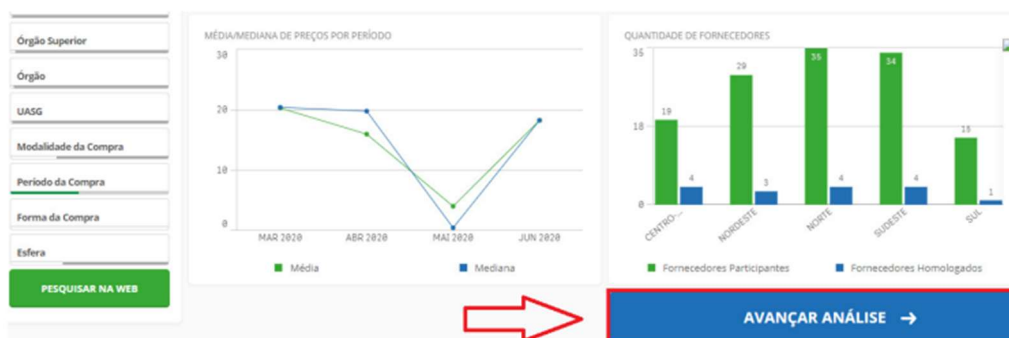 Órgão Superior
Órgão
UASG
Modalidade da Compra
Período da Compra
Forma da Compra
Esfera
PESQUISAR NA WEB
MÉDIA/MEDIANA DE PREÇOS POR PERÍODO
30
20
10
0
MAR 2020 ABR 2020 MAI 2020 JUN 2020
Média Mediana
QUANTIDADE DE FORNECEDORES
35
18
0
19 4 29 3 35 4 34 4 15 1
CENTRO-... NORDESTE NORTE SUDESTE SUL
Fornecedores Participantes Fornecedores Homologados
AVANÇAR ANÁLISE →